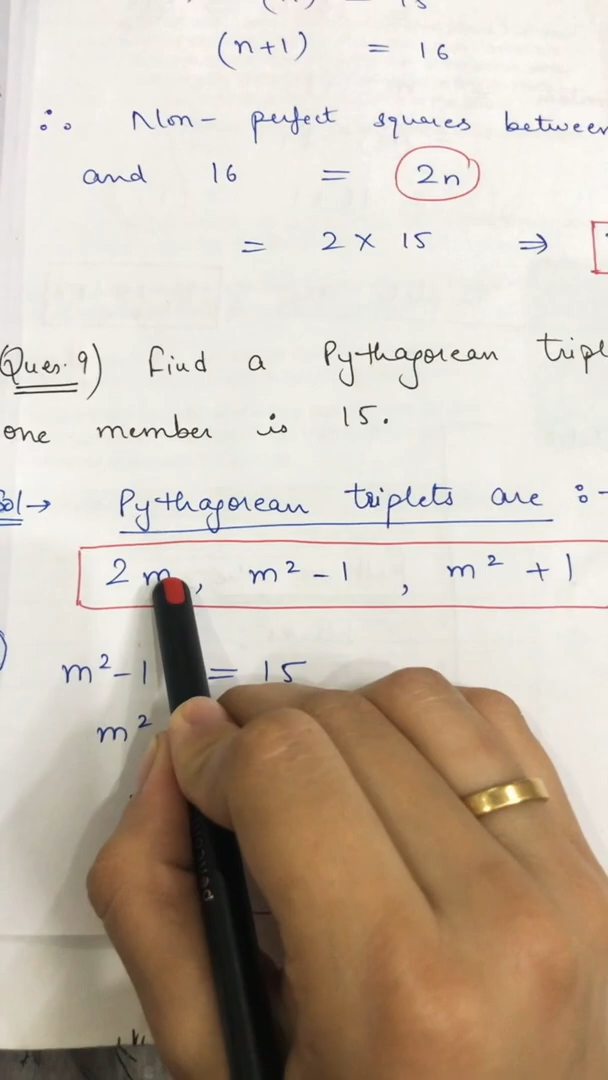 (n+1) = 16
∴ Non-perfect squares between
and 16 = 2n
= 2 × 15 ⇒
(Ques. 9) Find a Pythagorean tripl
one member is 15.
Sol → Pythagorean triplets are :-
2m, m² - 1, m² + 1
m² - 1 = 15
m²